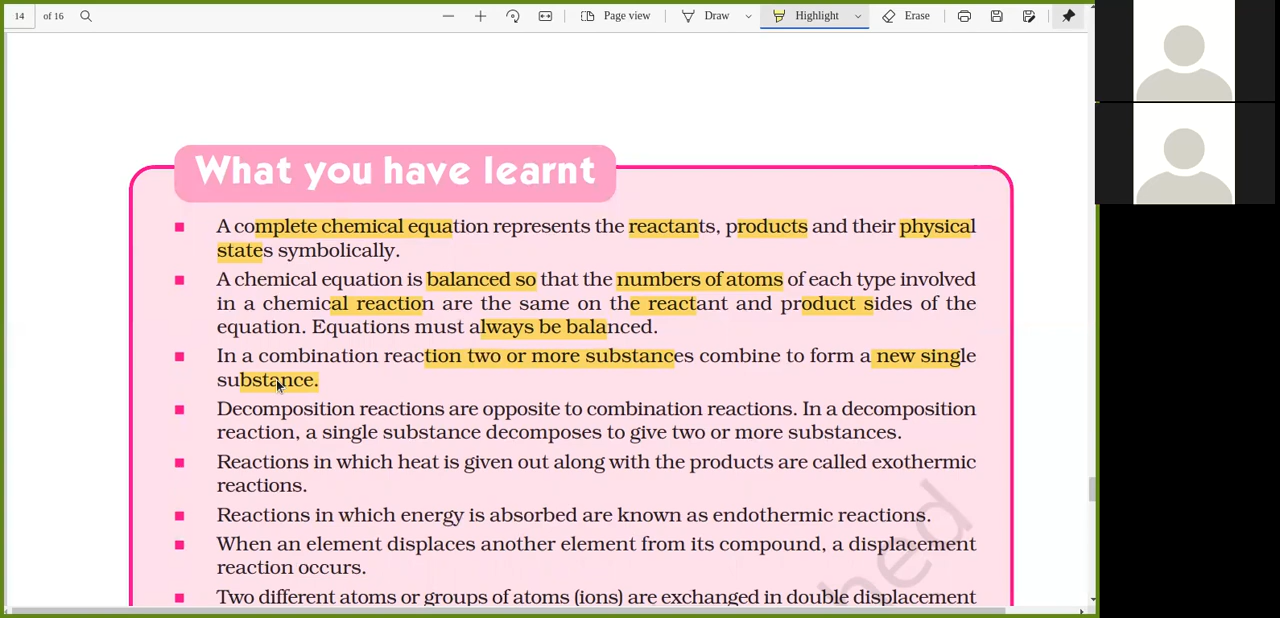 14 of 16 Page view Draw Highlight Erase
What you have learnt
■ A complete chemical equation represents the reactants, products and their physical
states symbolically.
■ A chemical equation is balanced so that the numbers of atoms of each type involved
in a chemical reaction are the same on the reactant and product sides of the
equation. Equations must always be balanced.
■ In a combination reaction two or more substances combine to form a new single
substance.
■ Decomposition reactions are opposite to combination reactions. In a decomposition
reaction, a single substance decomposes to give two or more substances.
■ Reactions in which heat is given out along with the products are called exothermic
reactions.
■ Reactions in which energy is absorbed are known as endothermic reactions.
■ When an element displaces another element from its compound, a displacement
reaction occurs.
■ Two different atoms or groups of atoms (ions) are exchanged in double displacement